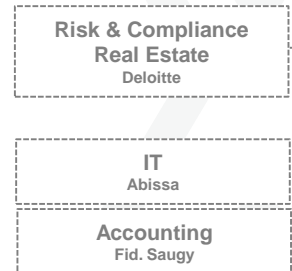 Risk & Compliance
Real Estate
Deloitte
IT
Abissa
Accounting
Fid. Saugy